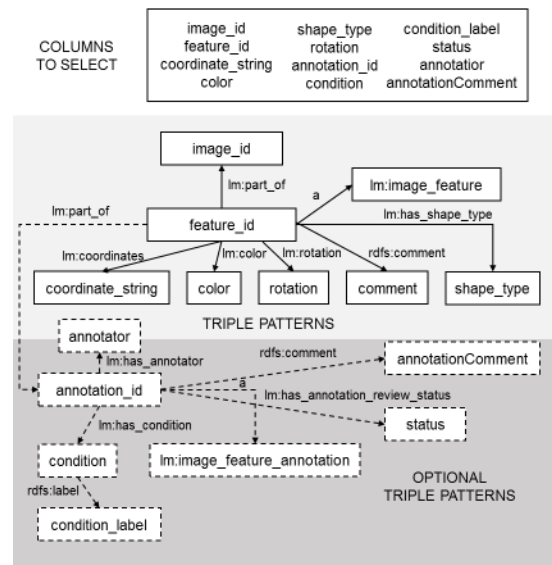 COLUMNS
TO SELECT
image_id shape_type condition_label
feature_id rotation status
coordinate_string annotation_id annotatior
color condition annotationComment
image_id
lm:part_of
lm:part_of
a
lm:image_feature
feature_id
lm:has_shape_type
lm:coordinates
lm:color
lm:rotation
rdfs:comment
coordinate_string
color
rotation
comment
shape_type
TRIPLE PATTERNS
annotator
lm:has_annotator
rdfs:comment
annotationComment
annotation_id
a
lm:has_annotation_review_status
lm:has_condition
status
condition
lm:image_feature_annotation
rdfs:label
OPTIONAL
TRIPLE PATTERNS
condition_label